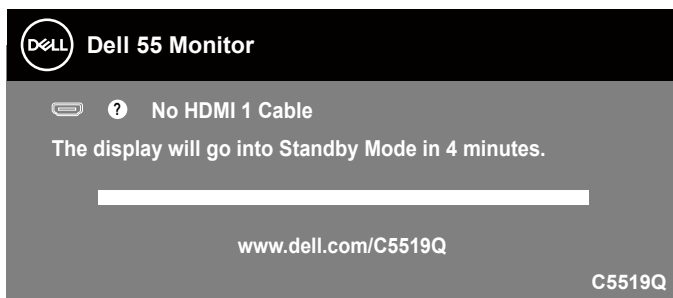 DELL Dell 55 Monitor
? No HDMI 1 Cable
The display will go into Standby Mode in 4 minutes.
www.dell.com/C5519Q
C5519Q